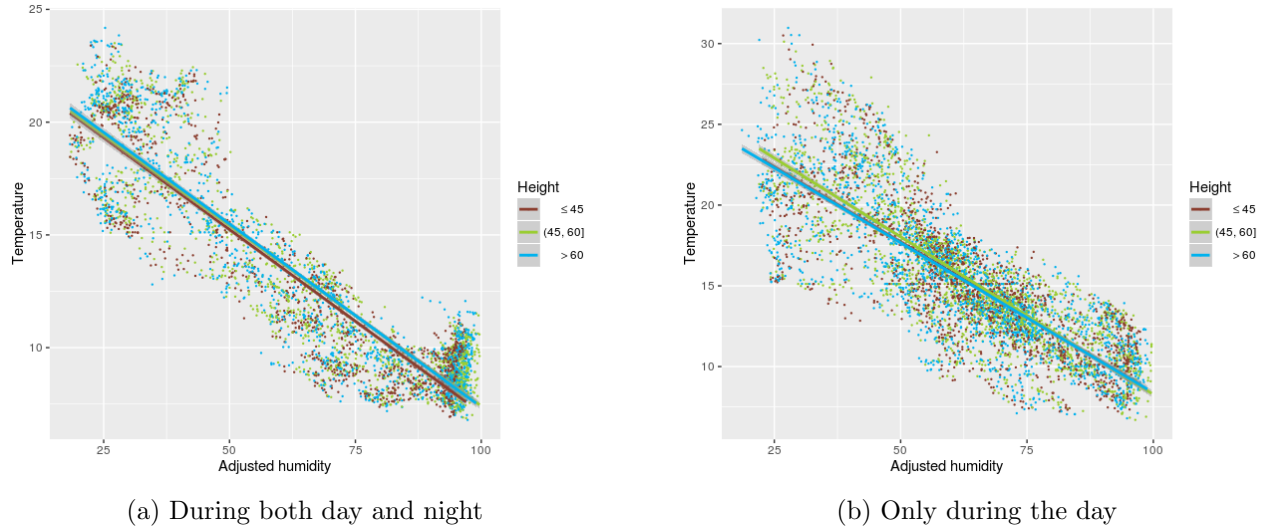 25
20
15
10
Temperature
25
50
75
100
Adjusted humidity
Height
≤ 45
(45, 60]
> 60
(a) During both day and night
30
25
20
15
10
Temperature
25
50
75
100
Adjusted humidity
Height
≤ 45
(45, 60]
> 60
(b) Only during the day